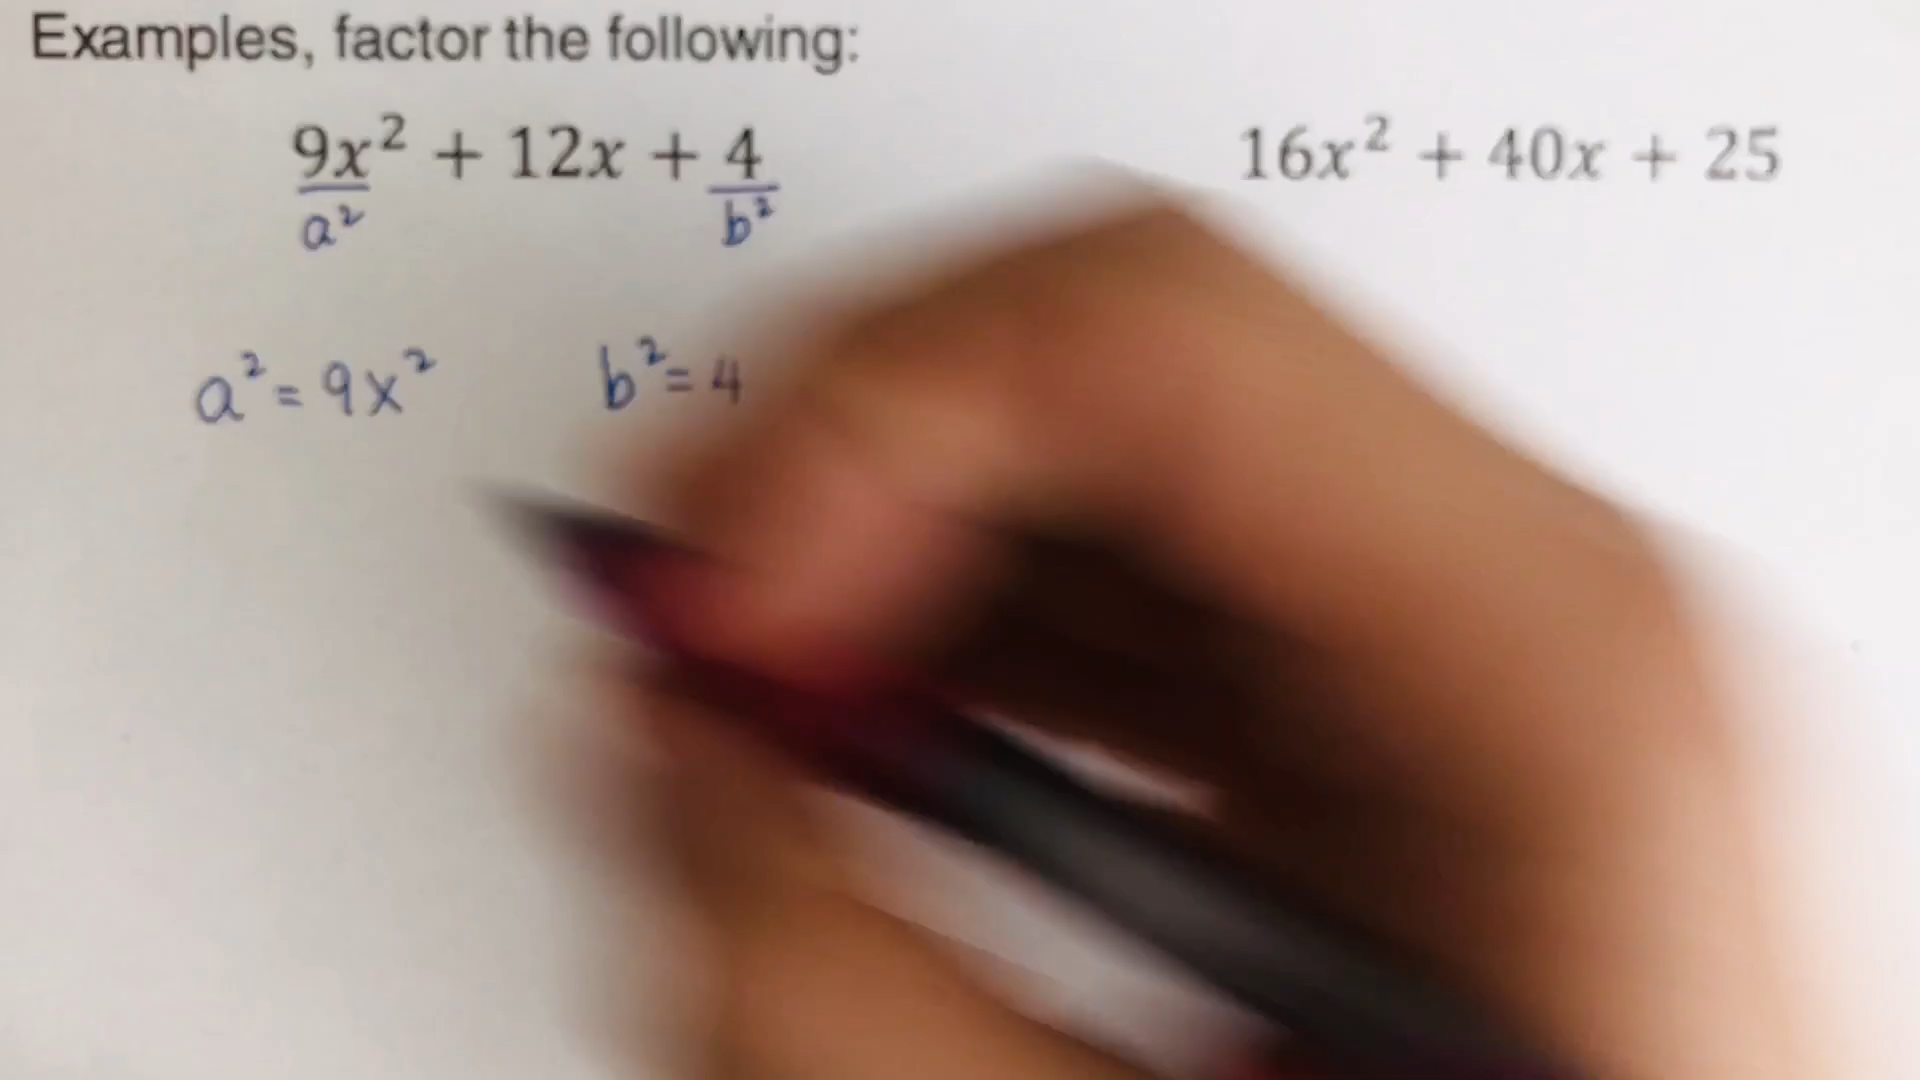 Examples, factor the following:
9x² + 12x + 4
a² b²
16x² + 40x + 25
a² = 9x² b² = 4